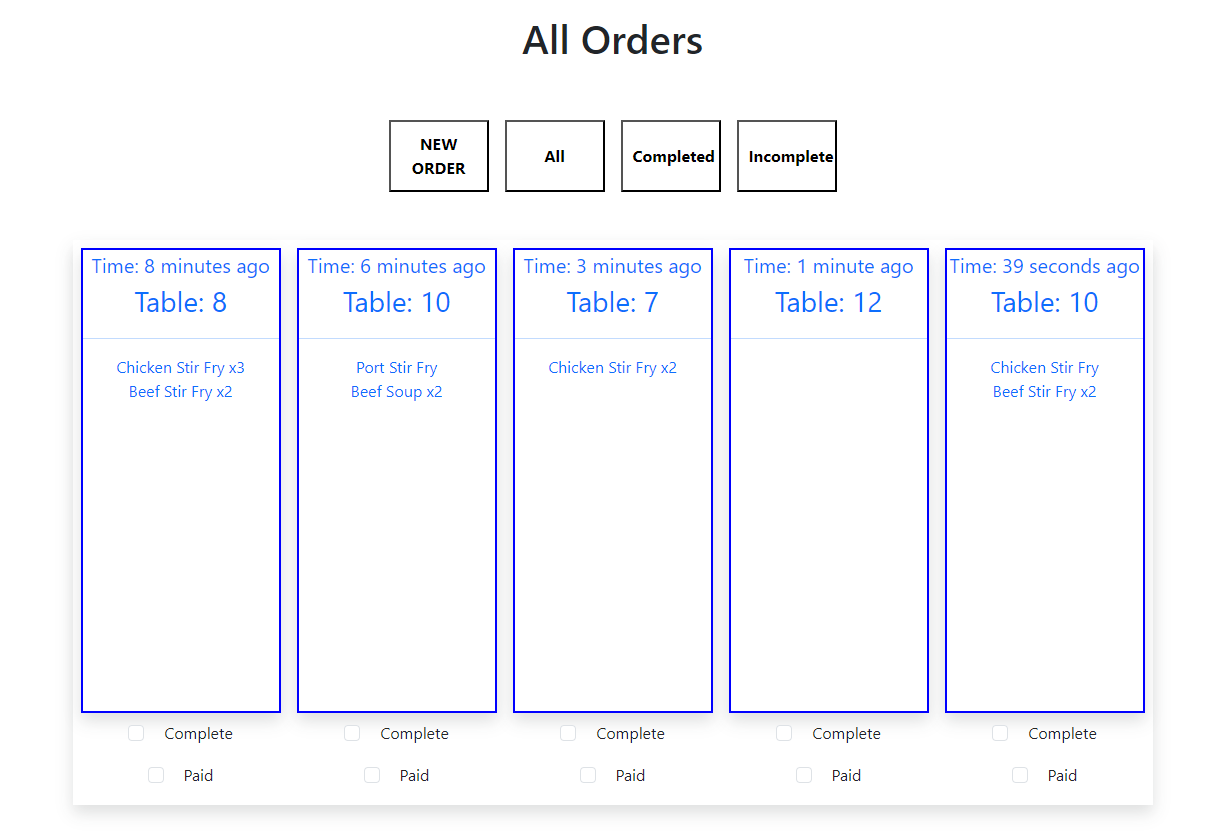 All Orders
NEW
ORDER
All
Completed
Incomplete
Time: 8 minutes ago
Table: 8
Chicken Stir Fry x3
Beef Stir Fry x2
Complete
Paid
Time: 6 minutes ago
Table: 10
Port Stir Fry
Beef Soup x2
Complete
Paid
Time: 3 minutes ago
Table: 7
Chicken Stir Fry x2
Complete
Paid
Time: 1 minute ago
Table: 12
Complete
Paid
Time: 39 seconds ago
Table: 10
Chicken Stir Fry
Beef Stir Fry x2
Complete
Paid